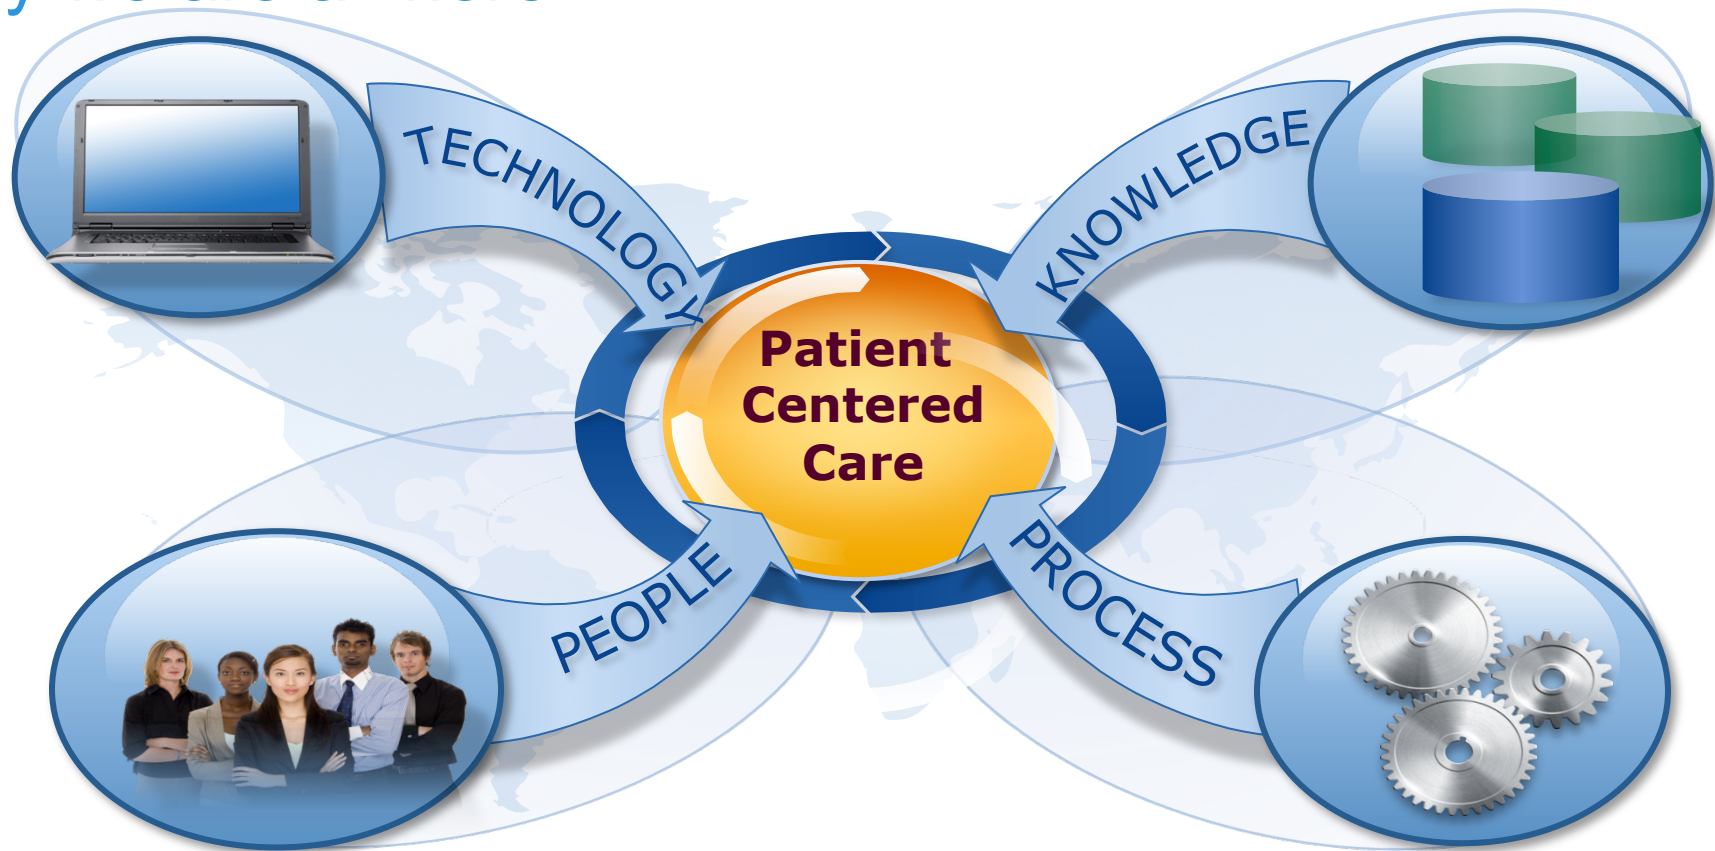 TECHNOLOGY
KNOWLEDGE
Patient
Centered
Care
PEOPLE
PROCESS